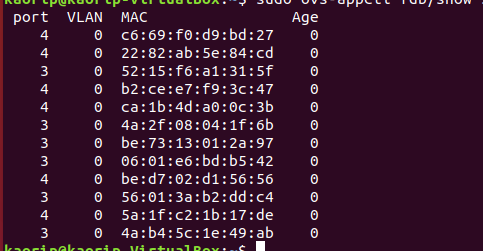 kaorip@kaorip-VirtualBox:~$ sudo ovs-appctl fdb/show
port VLAN MAC Age
4 0 c6:69:f0:d9:bd:27 0
4 0 22:82:ab:5e:84:cd 0
3 0 52:15:f6:a1:31:5f 0
4 0 b2:ce:e7:f9:3c:47 0
4 0 ca:1b:4d:a0:0c:3b 0
3 0 4a:2f:08:04:1f:6b 0
3 0 be:73:13:01:2a:97 0
3 0 06:01:e6:bd:b5:42 0
4 0 be:d7:02:d1:56:56 0
3 0 56:01:3a:b2:dd:c4 0
4 0 5a:1f:c2:1b:17:de 0
3 0 4a:b4:5c:1e:49:ab 0
kaorip@kaorip-VirtualBox:~$